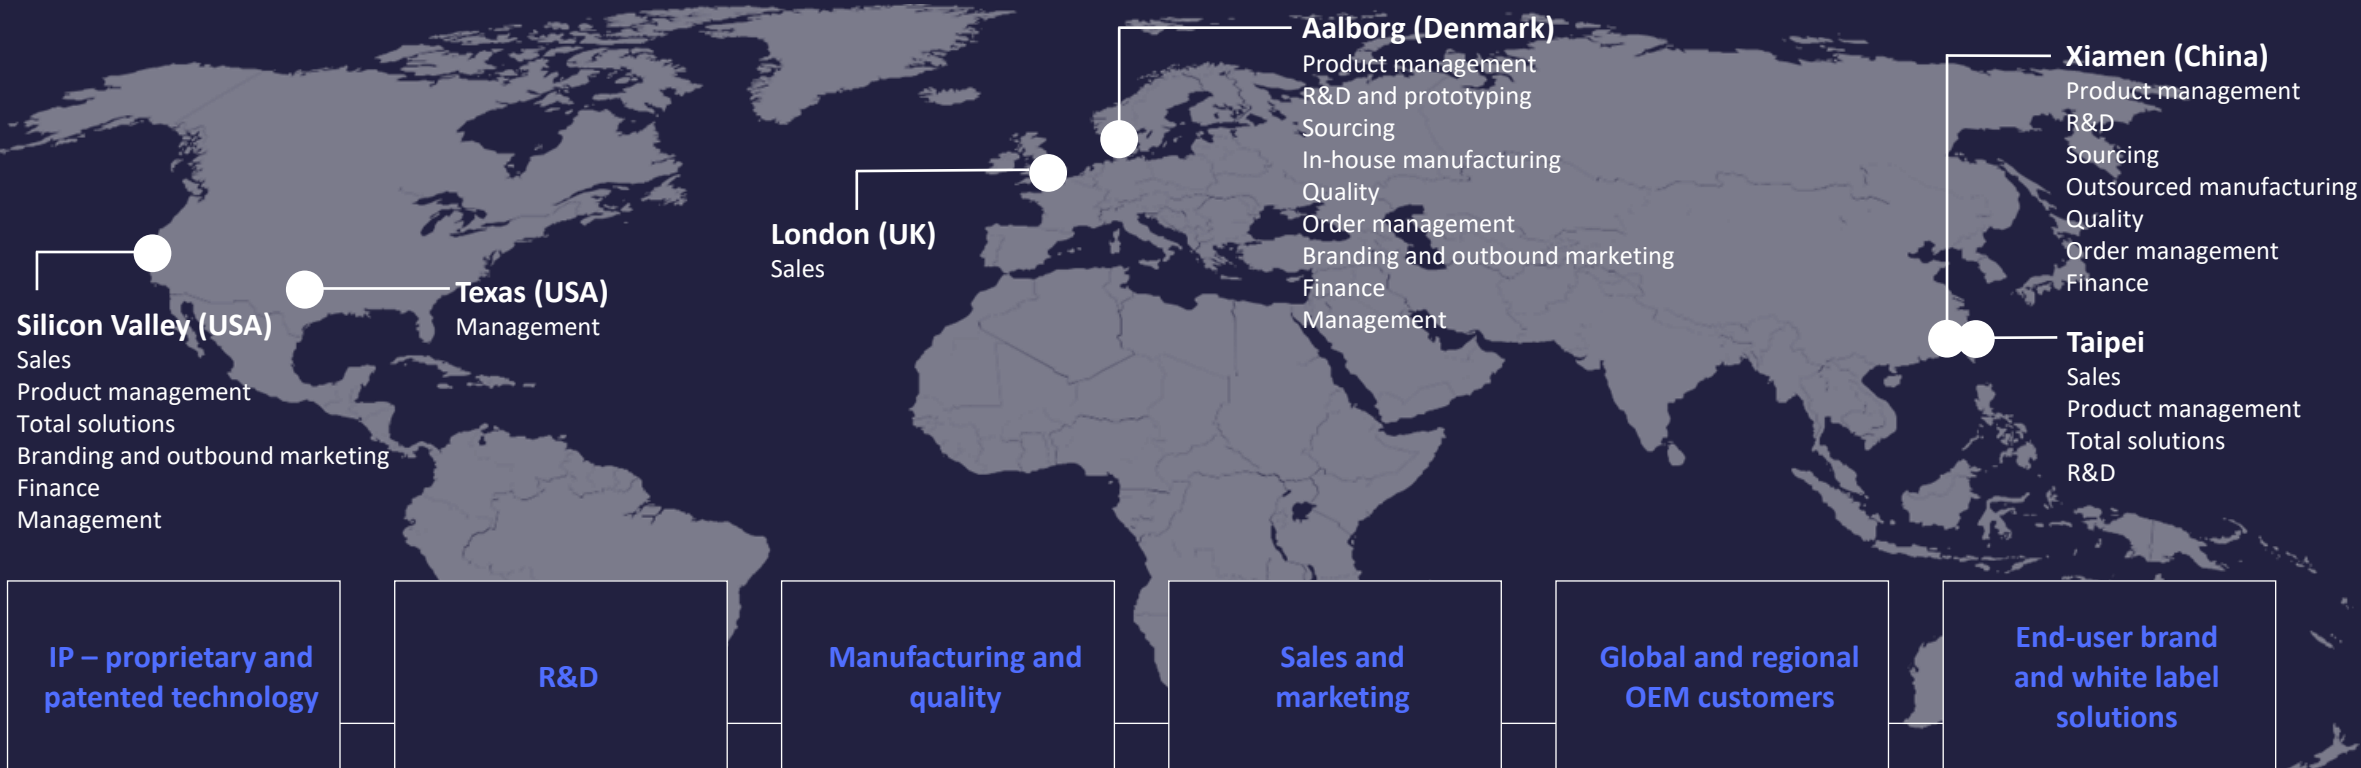 Aalborg (Denmark)
Product management
R&D and prototyping
Sourcing
In-house manufacturing
Quality
Order management
Branding and outbound marketing
Finance
Management
Xiamen (China)
Product management
R&D
Sourcing
Outsourced manufacturing
Quality
Order management
Finance
London (UK)
Sales
Texas (USA)
Management
Silicon Valley (USA)
Sales
Product management
Total solutions
Branding and outbound marketing
Finance
Management
Taipei
Sales
Product management
Total solutions
R&D
IP – proprietary and
patented technology
R&D
Manufacturing and
quality
Sales and
marketing
Global and regional
OEM customers
End-user brand
and white label
solutions